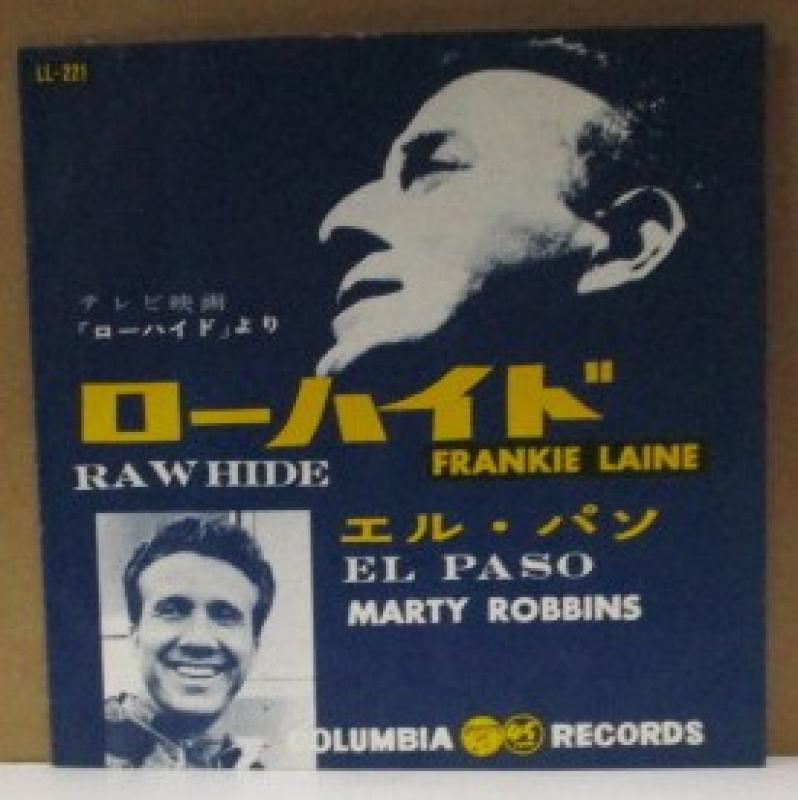 LL-221
テレビ映画
「ローハイド」より
ローハイド
RAWHIDE
FRANKIE LAINE
エル・パソ
EL PASO
MARTY ROBBINS
COLUMBIA RECORDS